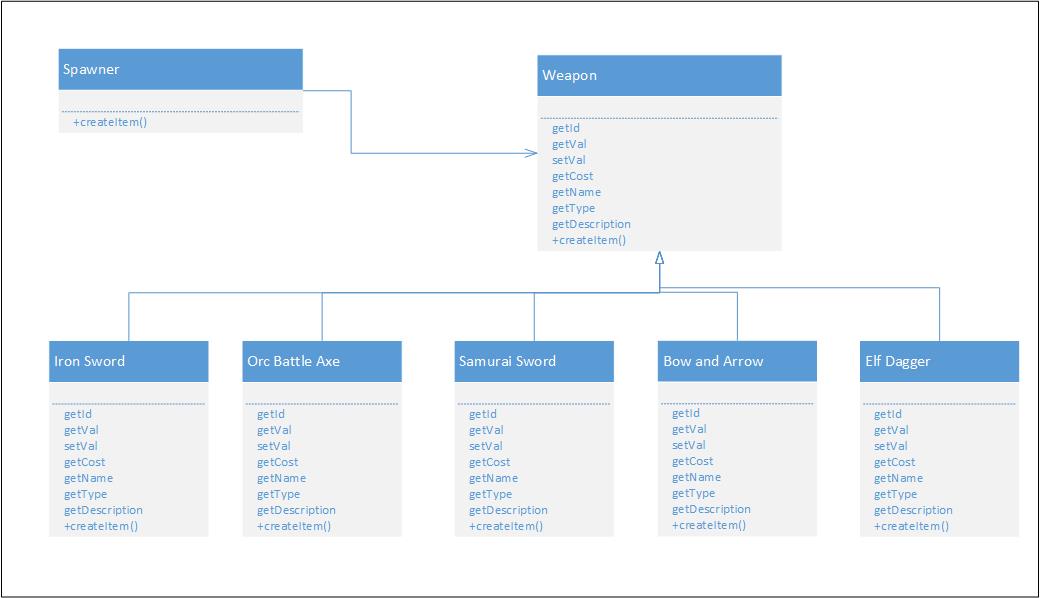 Spawner
+createItem()
Weapon
getId
getVal
setVal
getCost
getName
getType
getDescription
+createItem()
Iron Sword
getId
getVal
setVal
getCost
getName
getType
getDescription
+createItem()
Orc Battle Axe
getId
getVal
setVal
getCost
getName
getType
getDescription
+createItem()
Samurai Sword
getId
getVal
setVal
getCost
getName
getType
getDescription
+createItem()
Bow and Arrow
getId
getVal
setVal
getCost
getName
getType
getDescription
+createItem()
Elf Dagger
getId
getVal
setVal
getCost
getName
getType
getDescription
+createItem()